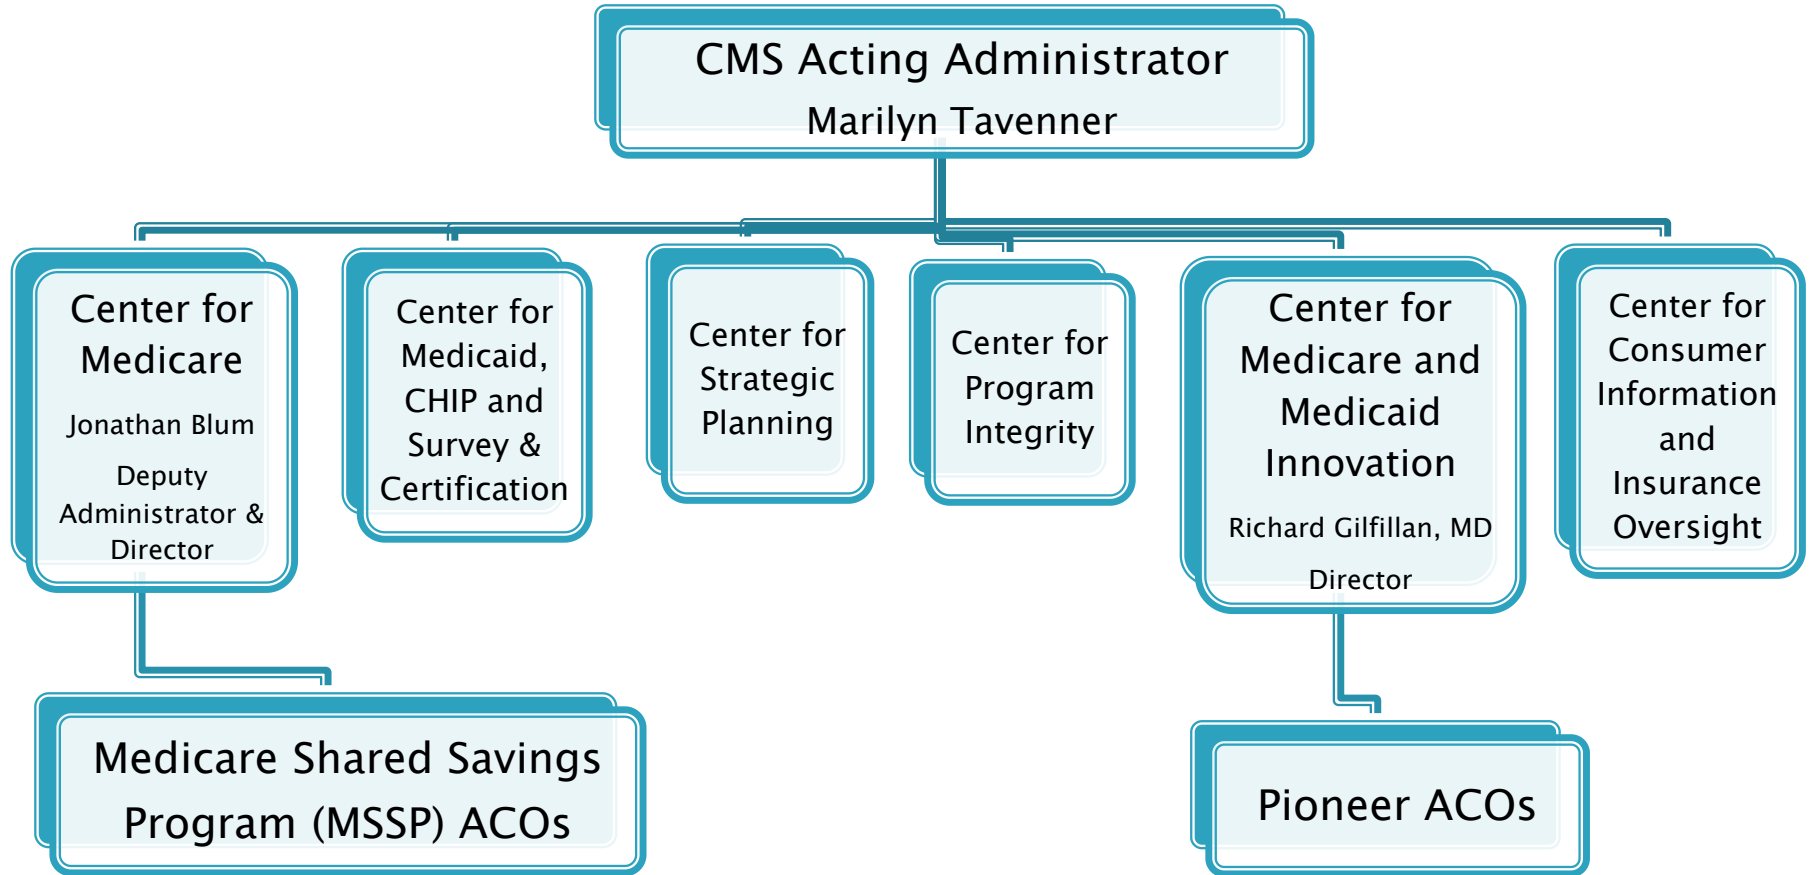 CMS Acting Administrator
Marilyn Tavenner
Center for
Medicare
Jonathan Blum
Deputy
Administrator &
Director
Center for
Medicaid,
CHIP and
Survey &
Certification
Center for
Strategic
Planning
Center for
Program
Integrity
Center for
Medicare and
Medicaid
Innovation
Richard Gilfillan, MD
Director
Center for
Consumer
Information
and
Insurance
Oversight
Medicare Shared Savings
Program (MSSP) ACOs
Pioneer ACOs